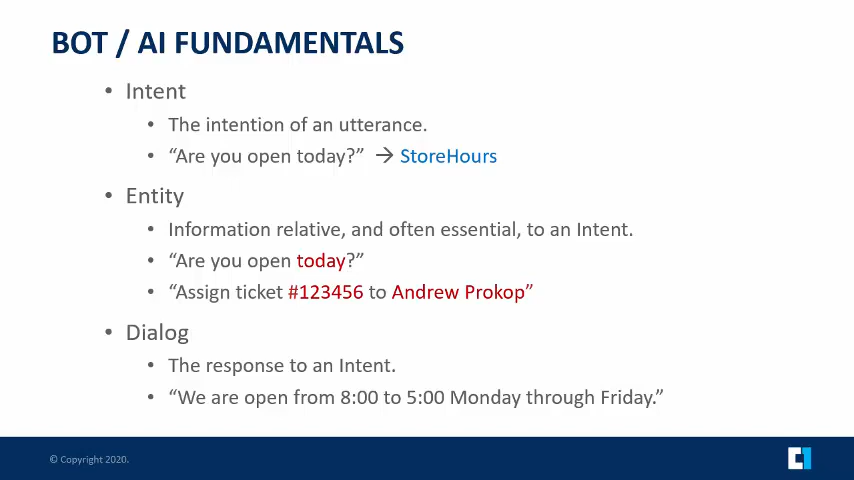 BOT / AI FUNDAMENTALS
• Intent
• The intention of an utterance.
• “Are you open today?” → StoreHours
• Entity
• Information relative, and often essential, to an Intent.
• “Are you open today?”
• “Assign ticket #123456 to Andrew Prokop”
• Dialog
• The response to an Intent.
• “We are open from 8:00 to 5:00 Monday through Friday.”
© Copyright 2020.